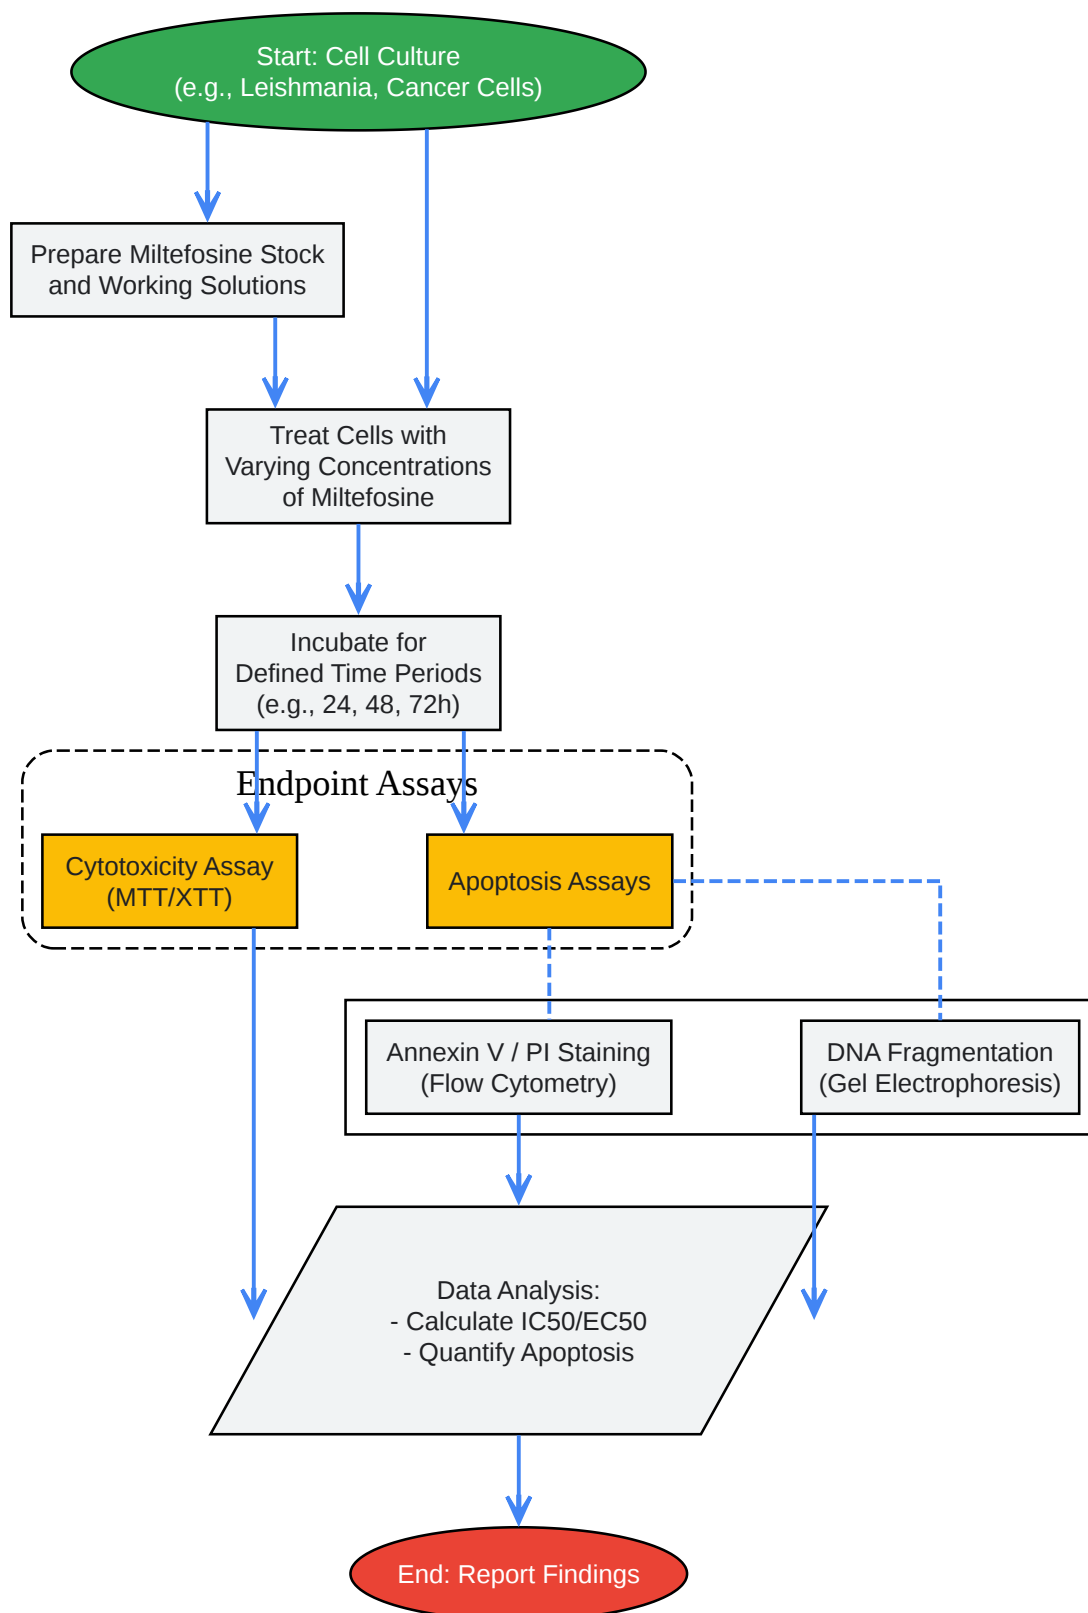 Start: Cell Culture
(e.g., Leishmania, Cancer Cells)
Prepare Miltefosine Stock
and Working Solutions
Treat Cells with
Varying Concentrations
of Miltefosine
Incubate for
Defined Time Periods
(e.g., 24, 48, 72h)
Endpoint Assays
Cytotoxicity Assay
(MTT/XTT)
Apoptosis Assays
Annexin V / PI Staining
(Flow Cytometry)
DNA Fragmentation
(Gel Electrophoresis)
Data Analysis:
- Calculate IC50/EC50
- Quantify Apoptosis
End: Report Findings